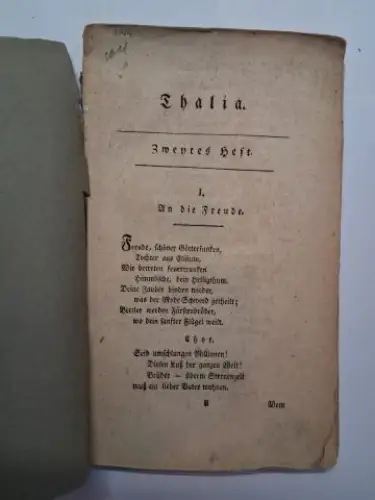 Thalia.
Zweytes Heft.
I.
An die Freude.
Freude, schöner Götterfunken,
Tochter aus Elisium,
Wir betreten feuertrunken
Himmlische, dein Heiligthum.
Deine Zauber binden wieder,
was der Mode Schwerd getheilt;
Bettler werden Fürstenbrüder,
wo dein sanfter Flügel weilt.
Chor.
Seid umschlungen Millionen!
Diesen Kuß der ganzen Welt!
Brüder — überm Sternenzelt
muß ein lieber Vater wohnen.
Wem